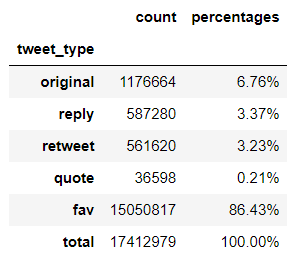 count percentages
tweet_type
original 1176664 6.76%
reply 587280 3.37%
retweet 561620 3.23%
quote 36598 0.21%
fav 15050817 86.43%
total 17412979 100.00%